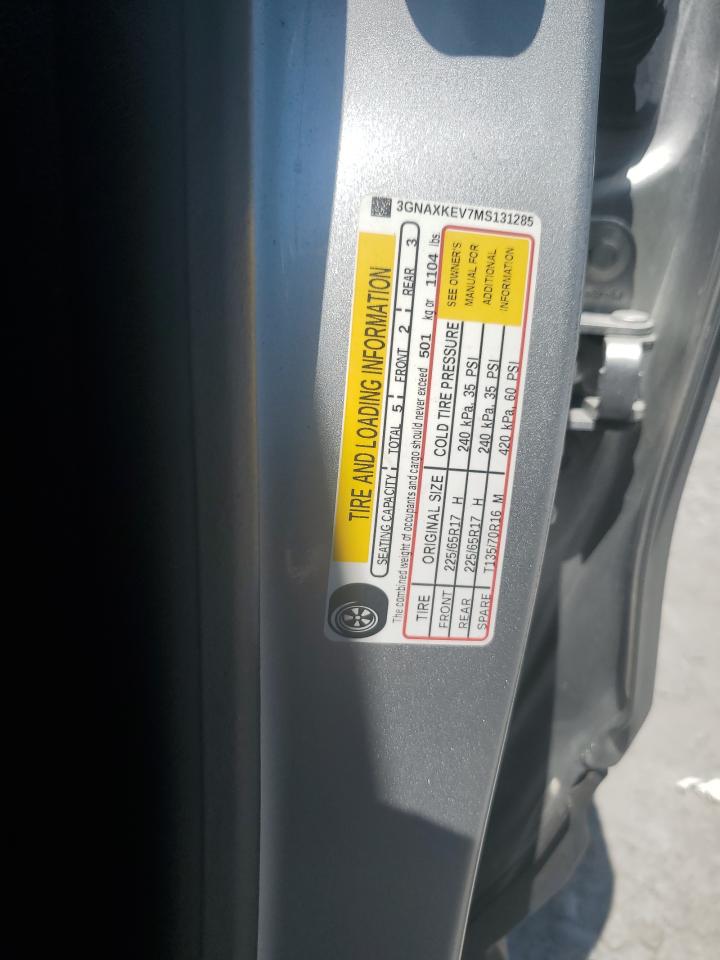 3GNAXKEV7MS131285
TIRE AND LOADING INFORMATION
SEATING CAPACITY: TOTAL 5 : FRONT 2 : REAR 3
The combined weight of occupants and cargo should never exceed 501 kg or 1104 lbs.
TIRE ORIGINAL SIZE COLD TIRE PRESSURE
FRONT 225/65R17 H 240 kPa, 35 PSI
REAR 225/65R17 H 240 kPa, 35 PSI
SPARE T135/70R16 M 420 kPa, 60 PSI
SEE OWNER'S
MANUAL FOR
ADDITIONAL
INFORMATION